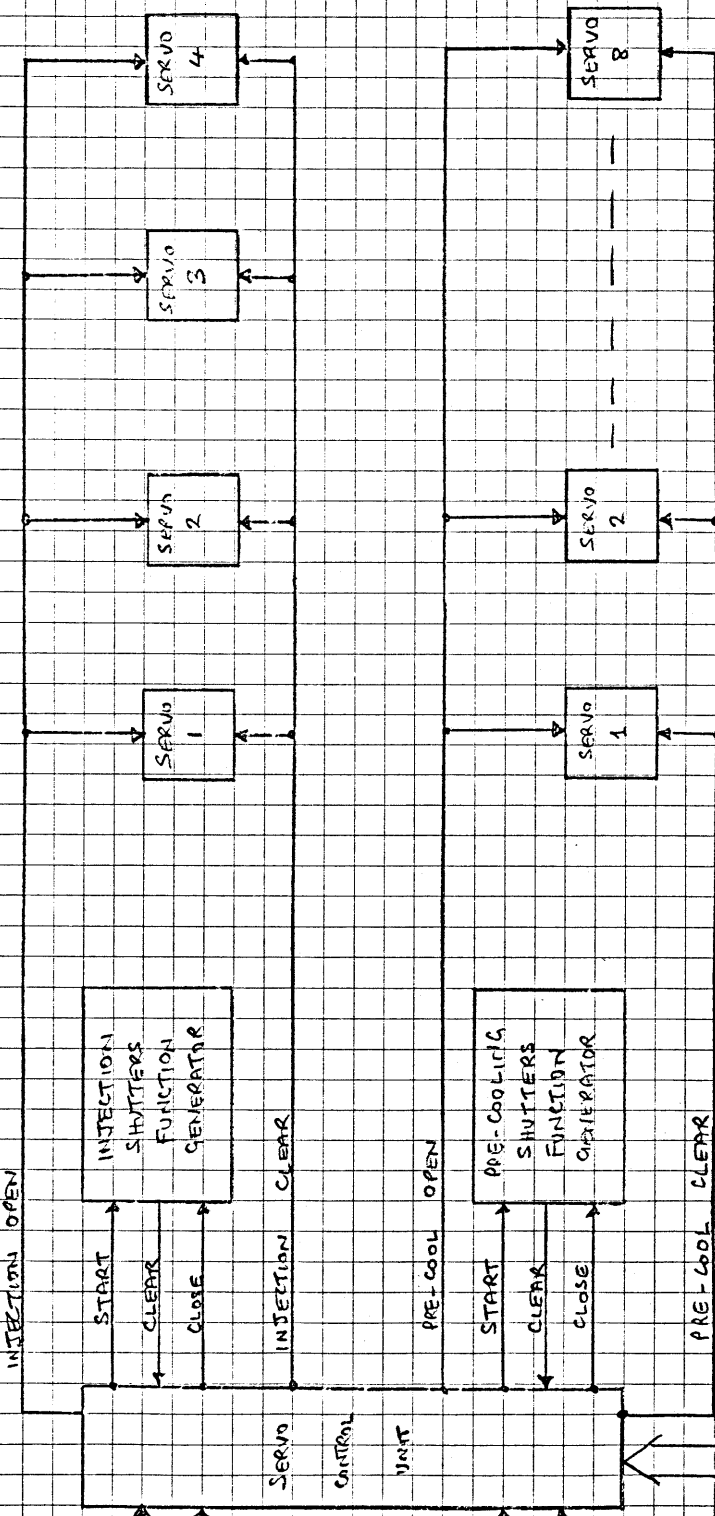 INJECTION OPEN
SERVO
1
SERVO
2
SERVO
3
SERVO
4
START
CLEAR
CLOSE
INJECTION
SHUTTERS
FUNCTION
GENERATOR
INJECTION CLEAR
SERVO
CONTROL
UNIT
PRE-COOL OPEN
SERVO
1
SERVO
2
SERVO
8
START
CLEAR
CLOSE
PRE-COOLING
SHUTTERS
FUNCTION
GENERATOR
PRE-COOL CLEAR